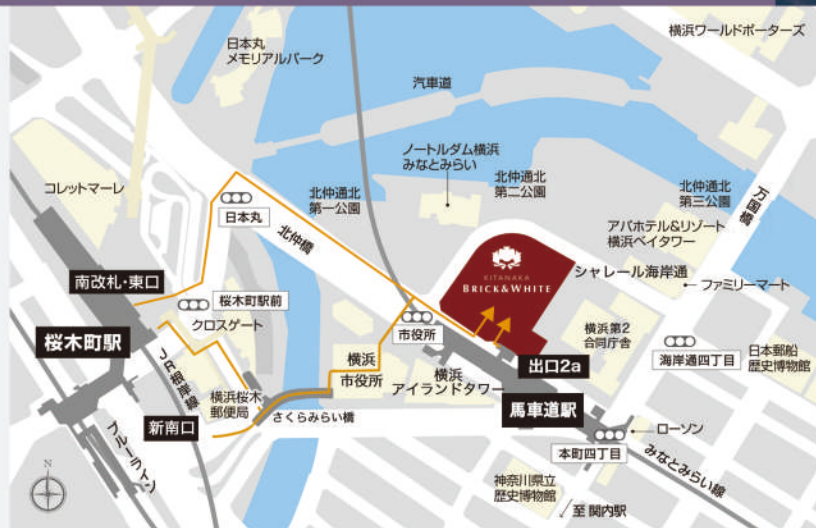 横浜ワールドポーターズ
日本丸
メモリアルパーク
汽車道
ノートルダム横浜
みなとみらい
コレットマーレ
北仲通北
第一公園
北仲通北
第二公園
北仲通北
第三公園
万国橋
日本丸
北仲橋
アパホテル&リゾート
横浜ベイタワー
KITANAKA
BRICK&WHITE
シャレール海岸通
ファミリーマート
南改札・東口
桜木町駅前
クロスゲート
市役所
横浜第2
合同庁舎
海岸通四丁目
日本郵船
歴史博物館
桜木町駅
JR根岸線
横浜
市役所
横浜
アイランドタワー
出口2a
横浜桜木
郵便局
さくらみらい橋
馬車道駅
新南口
ブルーライン
ローソン
本町四丁目
みなとみらい線
神奈川県立
歴史博物館
至 関内駅
N